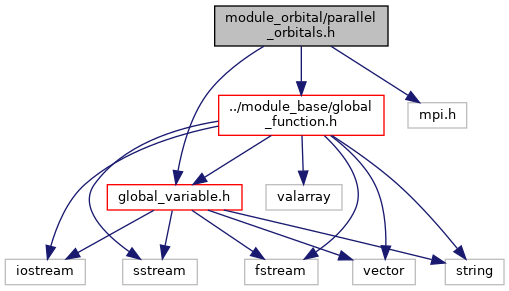 module_orbital/parallel
_orbitals.h
../module_base/global
_function.h
mpi.h
global_variable.h
valarray
iostream
sstream
fstream
vector
string